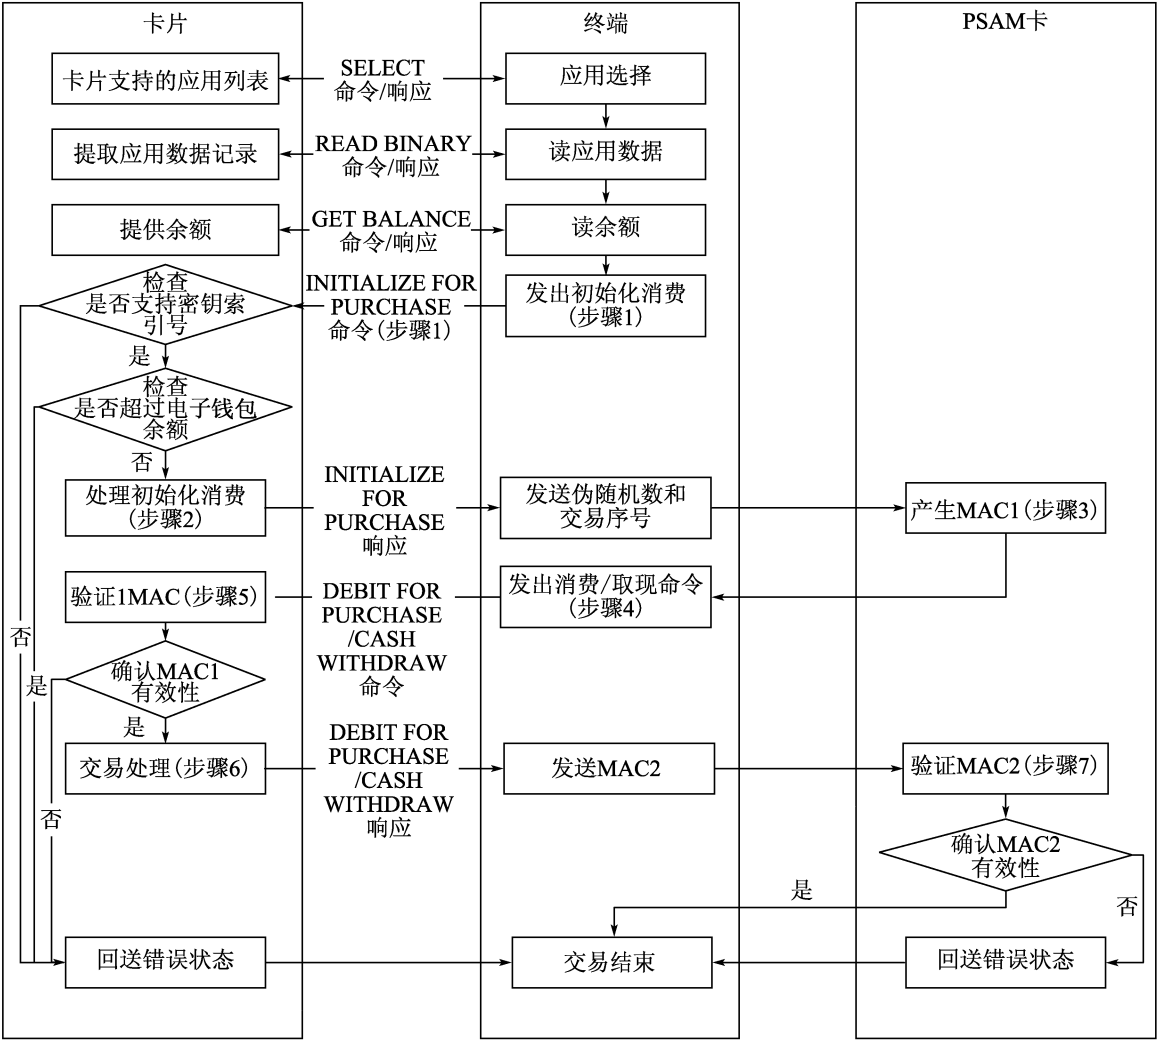 卡片
终端
PSAM卡
卡片支持的应用列表
SELECT
命令/响应
应用选择
提取应用数据记录
READ BINARY
命令/响应
读应用数据
提供余额
GET BALANCE
命令/响应
读余额
检查
是否支持密钥索
引号
INITIALIZE FOR
PURCHASE
命令(步骤1)
发出初始化消费
(步骤1)
是
检查
是否超过电子钱包
余额
否
处理初始化消费
(步骤2)
INITIALIZE
FOR
PURCHASE
响应
发送伪随机数和
交易序号
产生MAC1(步骤3)
验证1MAC(步骤5)
DEBIT FOR
PURCHASE
/CASH
WITHDRAW
命令
发出消费/取现命令
(步骤4)
否
是
确认MAC1
有效性
是
交易处理(步骤6)
DEBIT FOR
PURCHASE
/CASH
WITHDRAW
响应
发送MAC2
验证MAC2(步骤7)
否
确认MAC2
有效性
是
否
回送错误状态
交易结束
回送错误状态